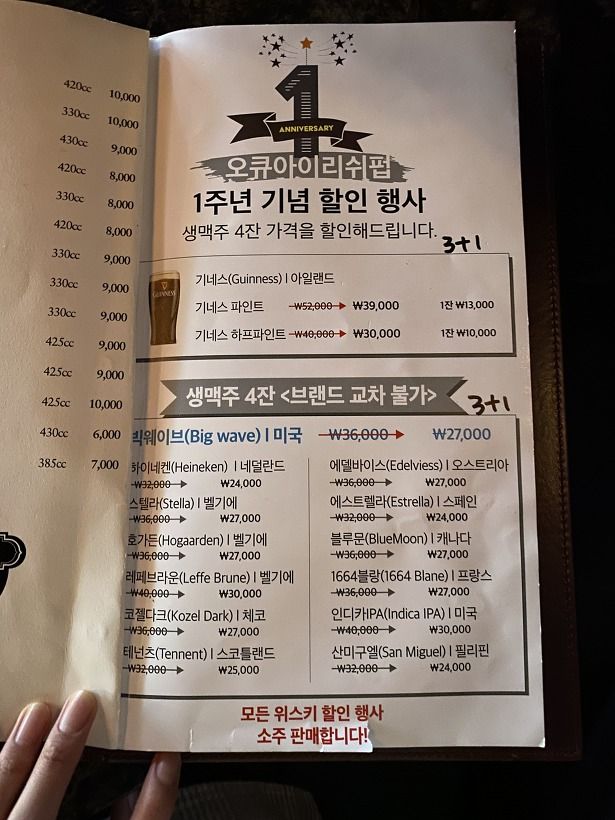 420cc 10,000
330cc 10,000
430cc 9,000
420cc 8,000
330cc 8,000
420cc 8,000
330cc 9,000
330cc 9,000
330cc 9,000
425cc 9,000
425cc 9,000
425cc 10,000
430cc 6,000
385cc 7,000
1
ANNIVERSARY
오큐아이리쉬펍
1주년 기념 할인 행사
생맥주 4잔 가격을 할인해드립니다.
3+1
GUINNESS
기네스(Guinness) | 아일랜드
기네스 파인트 ₩52,000 ₩39,000 1잔 ₩13,000
기네스 하프파인트 ₩40,000 ₩30,000 1잔 ₩10,000
생맥주 4잔 <브랜드 교차 불가>
3+1
빅웨이브(Big wave) | 미국 ₩36,000 ₩27,000
하이네켄(Heineken) | 네덜란드
₩32,000 ₩24,000
스텔라(Stella) | 벨기에
₩36,000 ₩27,000
호가든(Hogaarden) | 벨기에
₩36,000 ₩27,000
레페브라운(Leffe Brune) | 벨기에
₩40,000 ₩30,000
코젤다크(Kozel Dark) | 체코
₩36,000 ₩27,000
테넌츠(Tennent) | 스코틀랜드
₩32,000 ₩25,000
에델바이스(Edelviess) | 오스트리아
₩36,000 ₩27,000
에스트렐라(Estrella) | 스페인
₩32,000 ₩24,000
블루문(BlueMoon) | 캐나다
₩36,000 ₩27,000
1664블랑(1664 Blane) | 프랑스
₩36,000 ₩27,000
인디카IPA(Indica IPA) | 미국
₩40,000 ₩30,000
산미구엘(San Miguel) | 필리핀
₩32,000 ₩24,000
모든 위스키 할인 행사
소주 판매합니다!